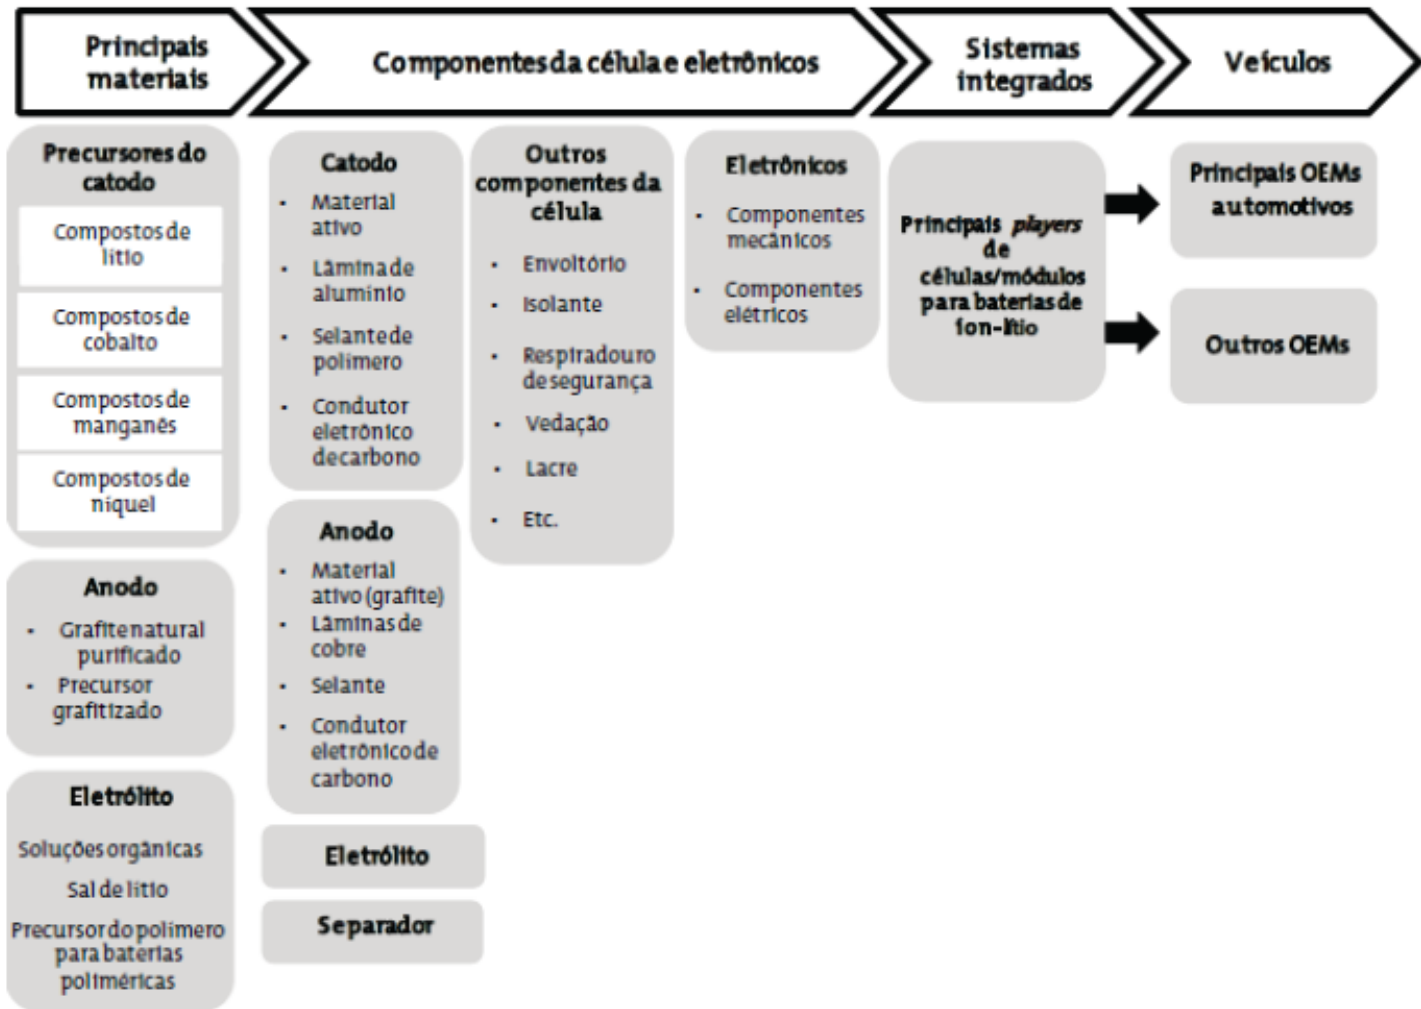 Principais
materiais
Componentes da célula e eletrônicos
Sistemas
integrados
Veículos
Precursores do
catodo
Compostos de
lítio
Compostos de
cobalto
Compostos de
manganês
Compostos de
níquel
Anodo
• Grafite natural
purificado
• Precursor
grafitizado
Eletrólito
Soluções orgânicas
Sal de lítio
Precursor do polímero
para baterias
poliméricas
Catodo
• Material
ativo
• Lâmina de
alumínio
• Selante de
polímero
• Condutor
eletrônico
de carbono
Anodo
• Material
ativo (grafite)
• Lâminas de
cobre
• Selante
• Condutor
eletrônico de
carbono
Eletrólito
Separador
Outros
componentes da
célula
• Envoltório
• Isolante
• Respiradouro
de segurança
• Vedação
• Lacre
• Etc.
Eletrônicos
• Componentes
mecânicos
• Componentes
elétricos
Principais players
de
células/módulos
para baterias de
íon-lítio
Principais OEMs
automotivos
Outros OEMs